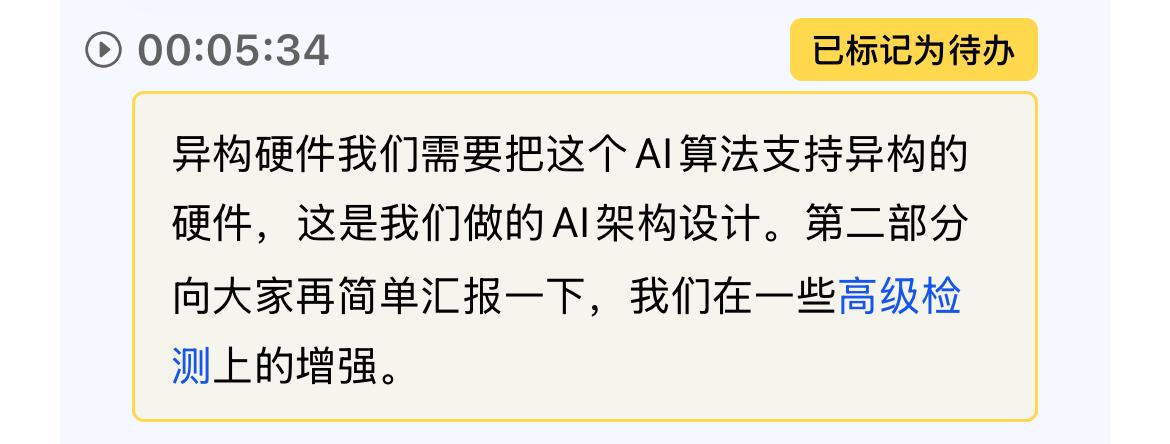 00:05:34
已标记为待办
异构硬件我们需要把这个AI算法支持异构的
硬件，这是我们做的AI架构设计。第二部分
向大家再简单汇报一下，我们在一些高级检
测上的增强。